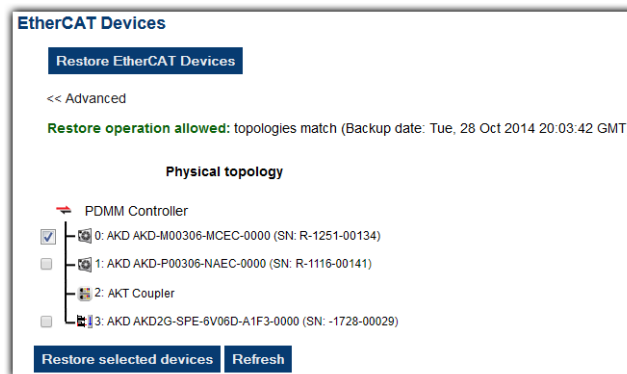 EtherCAT Devices
Restore EtherCAT Devices
<< Advanced
Restore operation allowed: topologies match (Backup date: Tue, 28 Oct 2014 20:03:42 GMT
Physical topology
PDMM Controller
0: AKD AKD-M00306-MCEC-0000 (SN: R-1251-00134)
1: AKD AKD-P00306-NAEC-0000 (SN: R-1116-00141)
2: AKT Coupler
3: AKD AKD2G-SPE-6V06D-A1F3-0000 (SN: -1728-00029)
Restore selected devices Refresh